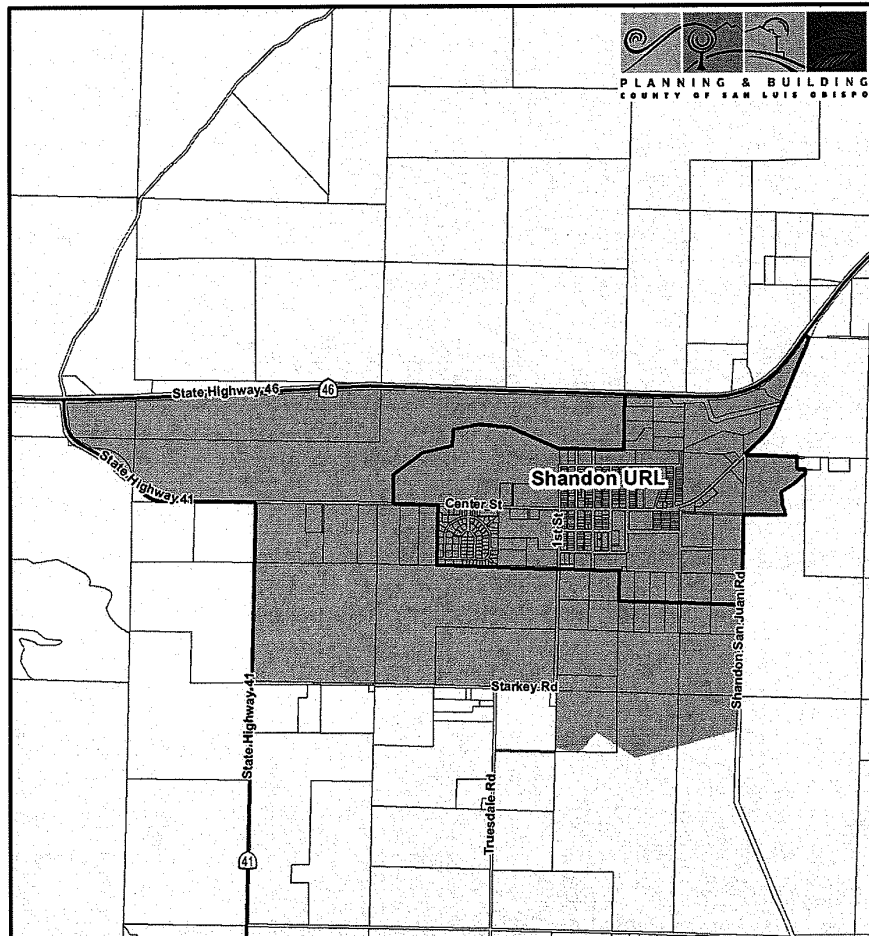 PLANNING & BUILDING
COUNTY OF SAN LUIS OBISPO
State Highway 46
46
State Highway 41
Shandon URL
Center St
1st St
Shandon San Juan Rd
Starkey Rd
State Highway 41
Truesdale Rd
41